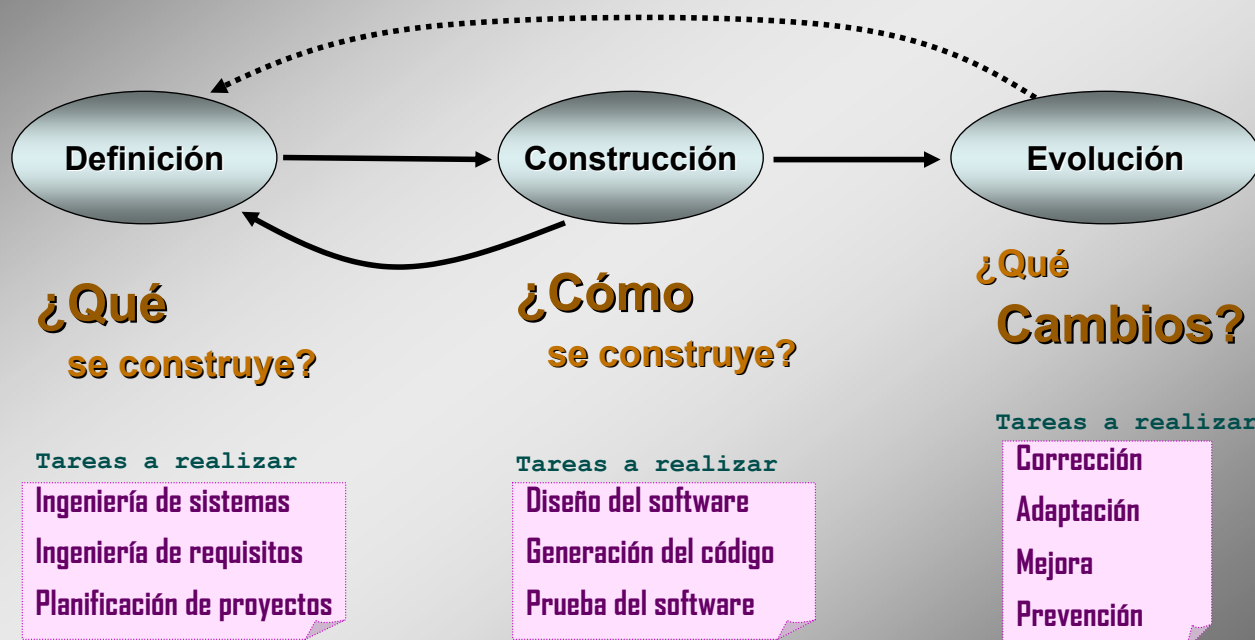 Definición
Construcción
Evolución
¿Qué
se construye?
¿Cómo
se construye?
¿Qué
Cambios?
Tareas a realizar
Ingeniería de sistemas
Ingeniería de requisitos
Planificación de proyectos
Tareas a realizar
Diseño del software
Generación del código
Prueba del software
Tareas a realizar
Corrección
Adaptación
Mejora
Prevención